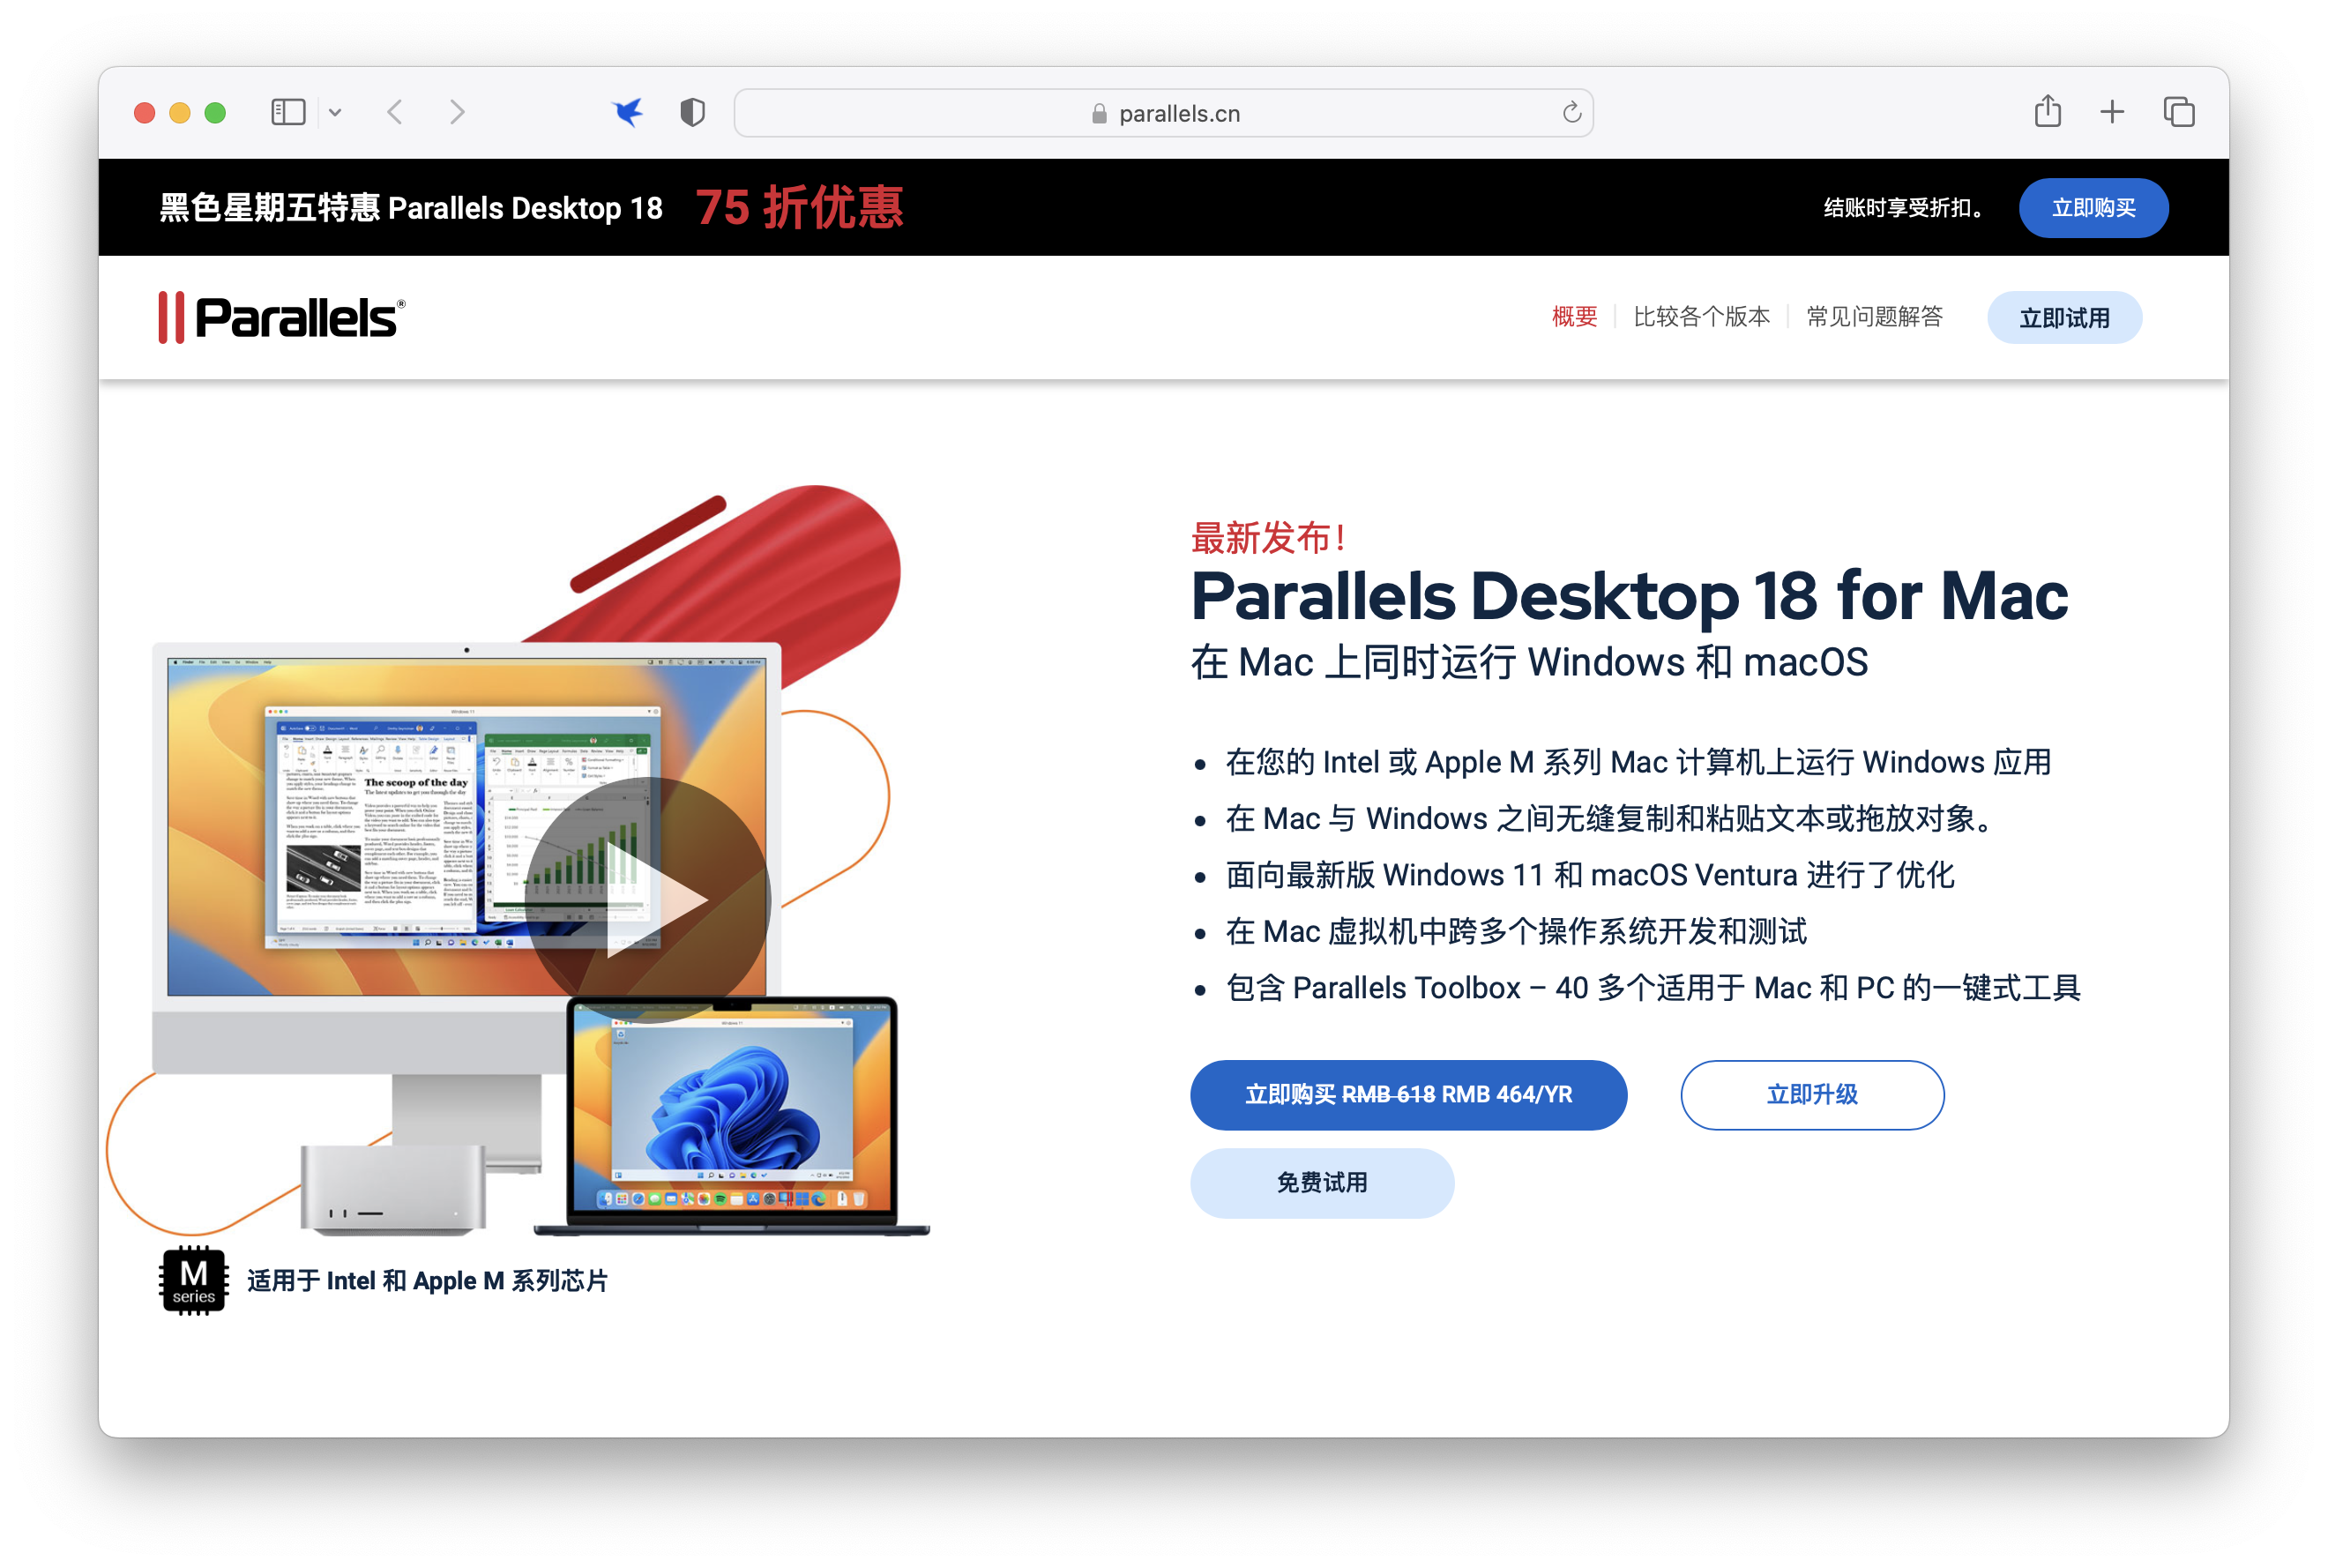 parallels.cn
黑色星期五特惠 Parallels Desktop 18 75 折优惠
结账时享受折扣。 立即购买
Parallels®
概要 比较各个版本 常见问题解答 立即试用
最新发布！
Parallels Desktop 18 for Mac
在 Mac 上同时运行 Windows 和 macOS
在您的 Intel 或 Apple M 系列 Mac 计算机上运行 Windows 应用
在 Mac 与 Windows 之间无缝复制和粘贴文本或拖放对象。
面向最新版 Windows 11 和 macOS Ventura 进行了优化
在 Mac 虚拟机中跨多个操作系统开发和测试
包含 Parallels Toolbox – 40 多个适用于 Mac 和 PC 的一键式工具
立即购买 RMB 618 RMB 464/YR 立即升级
免费试用
The scoop of the day
The latest updates to get you through the day
M
series
适用于 Intel 和 Apple M 系列芯片